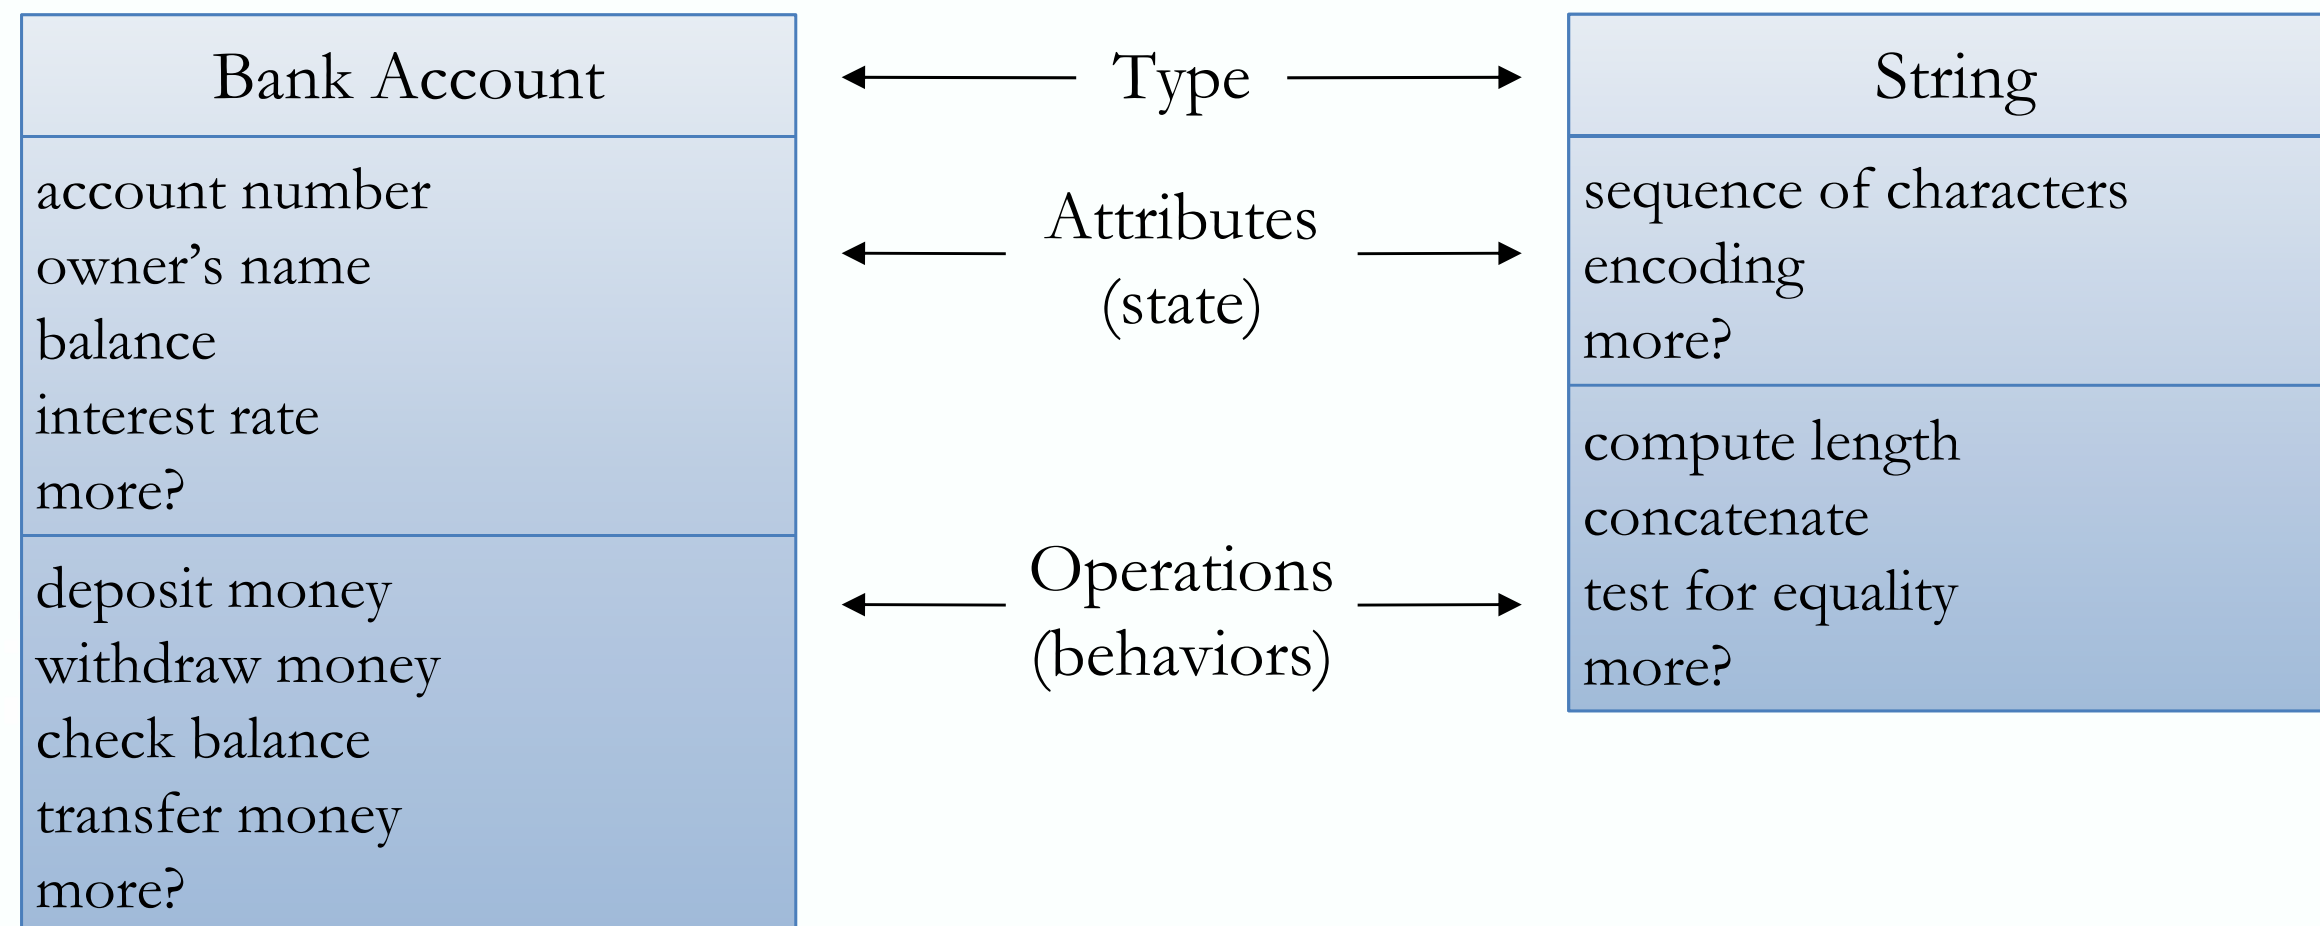 Bank Account
account number
owner’s name
balance
interest rate
more?
deposit money
withdraw money
check balance
transfer money
more?
Type
Attributes
(state)
Operations
(behaviors)
String
sequence of characters
encoding
more?
compute length
concatenate
test for equality
more?